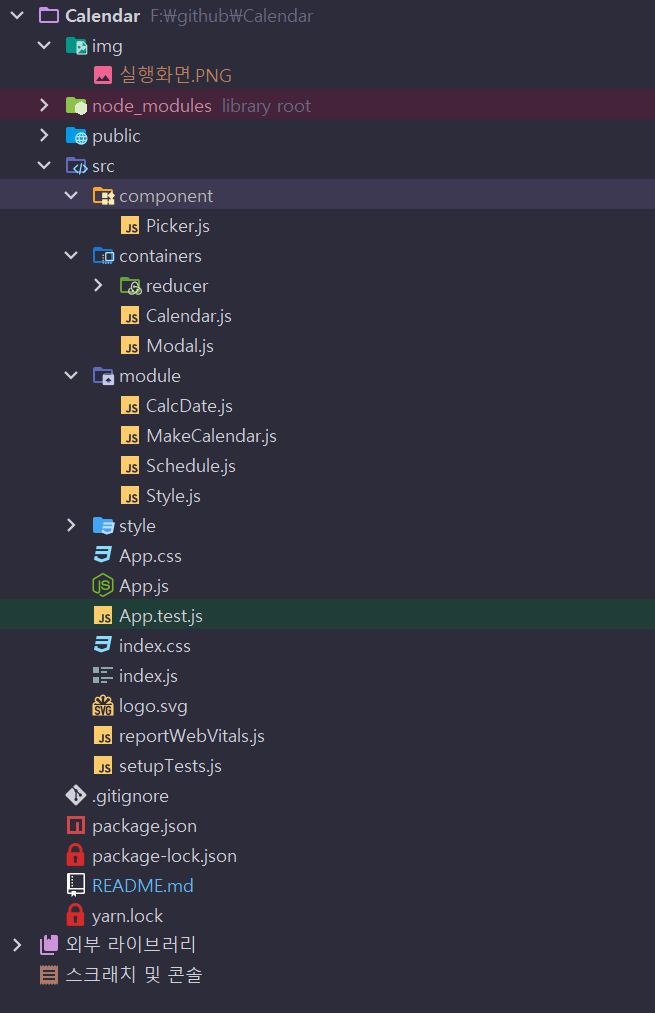 Calendar F:₩github₩Calendar
img
실행화면.PNG
node_modules library root
public
src
component
Picker.js
containers
reducer
Calendar.js
Modal.js
module
CalcDate.js
MakeCalendar.js
Schedule.js
Style.js
style
App.css
App.js
App.test.js
index.css
index.js
logo.svg
reportWebVitals.js
setupTests.js
.gitignore
package.json
package-lock.json
README.md
yarn.lock
외부 라이브러리
스크래치 및 콘솔